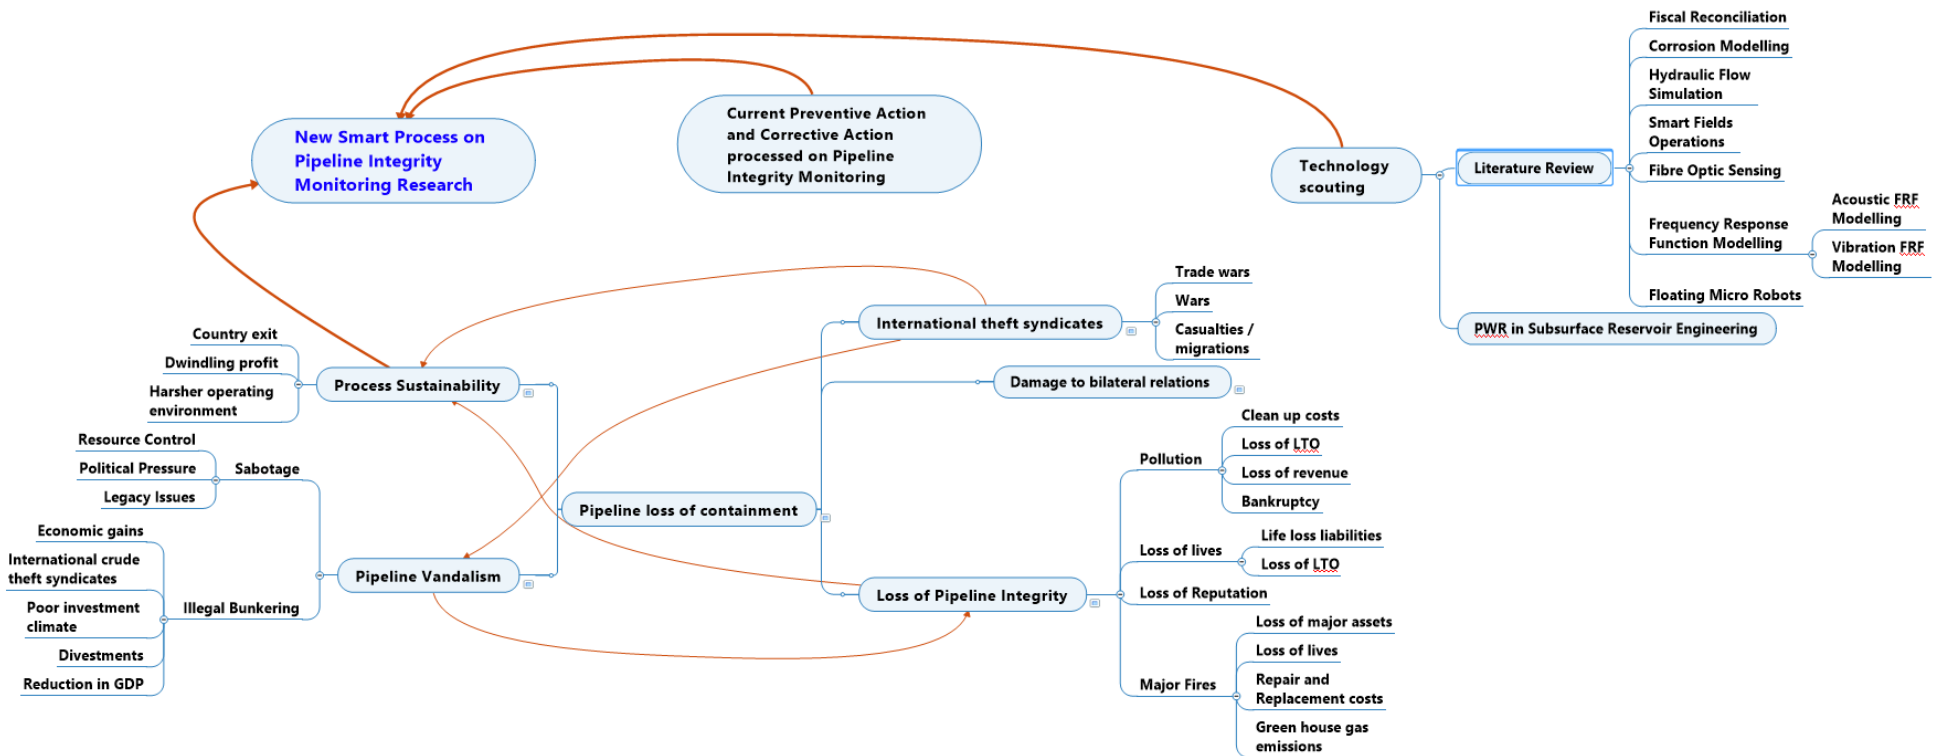 New Smart Process on
Pipeline Integrity
Monitoring Research
Current Preventive Action
and Corrective Action
processed on Pipeline
Integrity Monitoring
Technology
scouting
Literature Review
Fiscal Reconciliation
Corrosion Modelling
Hydraulic Flow
Simulation
Smart Fields
Operations
Fibre Optic Sensing
Frequency Response
Function Modelling
Acoustic FRF
Modelling
Vibration FRF
Modelling
Floating Micro Robots
PWR in Subsurface Reservoir Engineering
Pipeline loss of containment
Process Sustainability
Country exit
Dwindling profit
Harsher operating
environment
Pipeline Vandalism
Sabotage
Resource Control
Political Pressure
Legacy Issues
Illegal Bunkering
Economic gains
International crude
theft syndicates
Poor investment
climate
Divestments
Reduction in GDP
International theft syndicates
Trade wars
Wars
Casualties /
migrations
Damage to bilateral relations
Loss of Pipeline Integrity
Pollution
Clean up costs
Loss of LTO
Loss of revenue
Bankruptcy
Loss of lives
Life loss liabilities
Loss of LTO
Loss of Reputation
Major Fires
Loss of major assets
Loss of lives
Repair and
Replacement costs
Green house gas
emissions